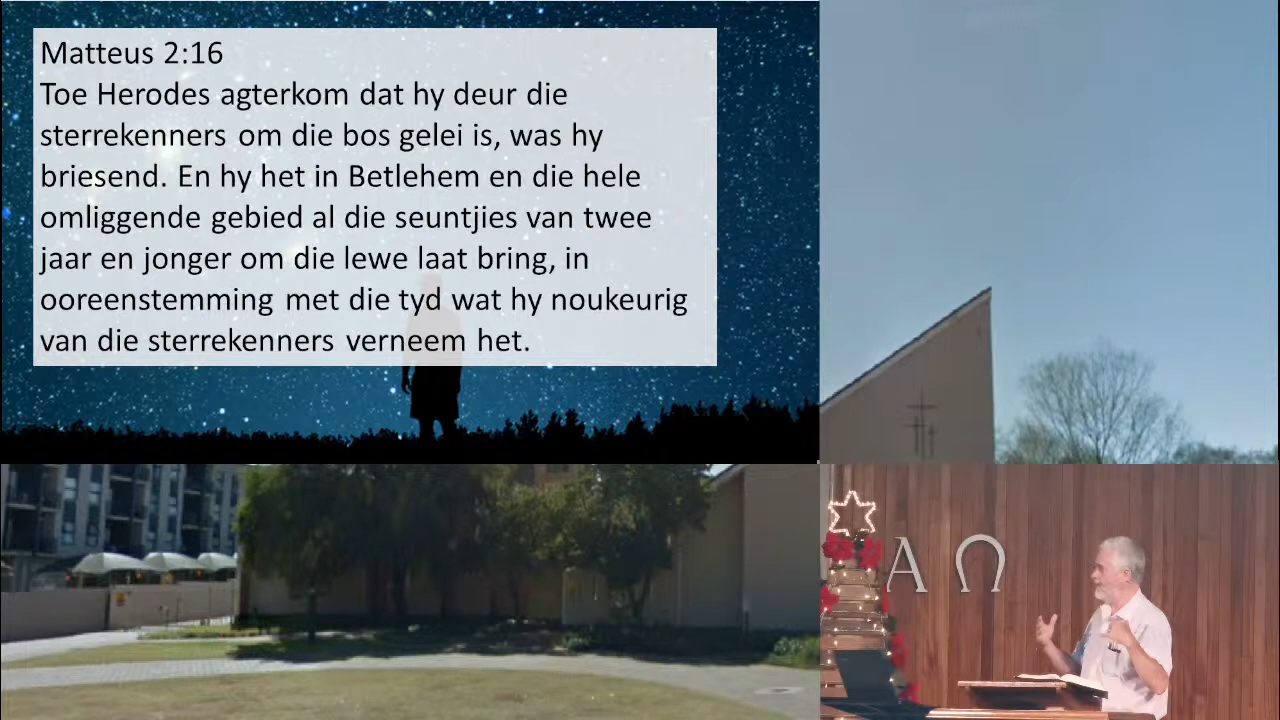 Matteus 2:16
Toe Herodes agterkom dat hy deur die
sterrekenners om die bos gelei is, was hy
briesend. En hy het in Betlehem en die hele
omliggende gebied al die seuntjies van twee
jaar en jonger om die lewe laat bring, in
ooreenstemming met die tyd wat hy noukeurig
van die sterrekenners verneem het.
Α Ω